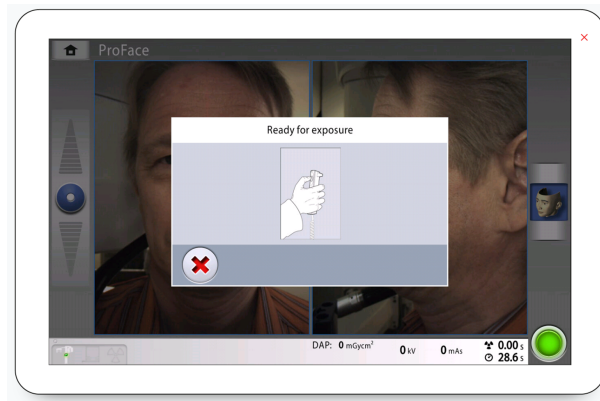 ProFace
Ready for exposure
DAP: 0 mGycm²
0 kV
0 mAs
0.00 s
28.6 s